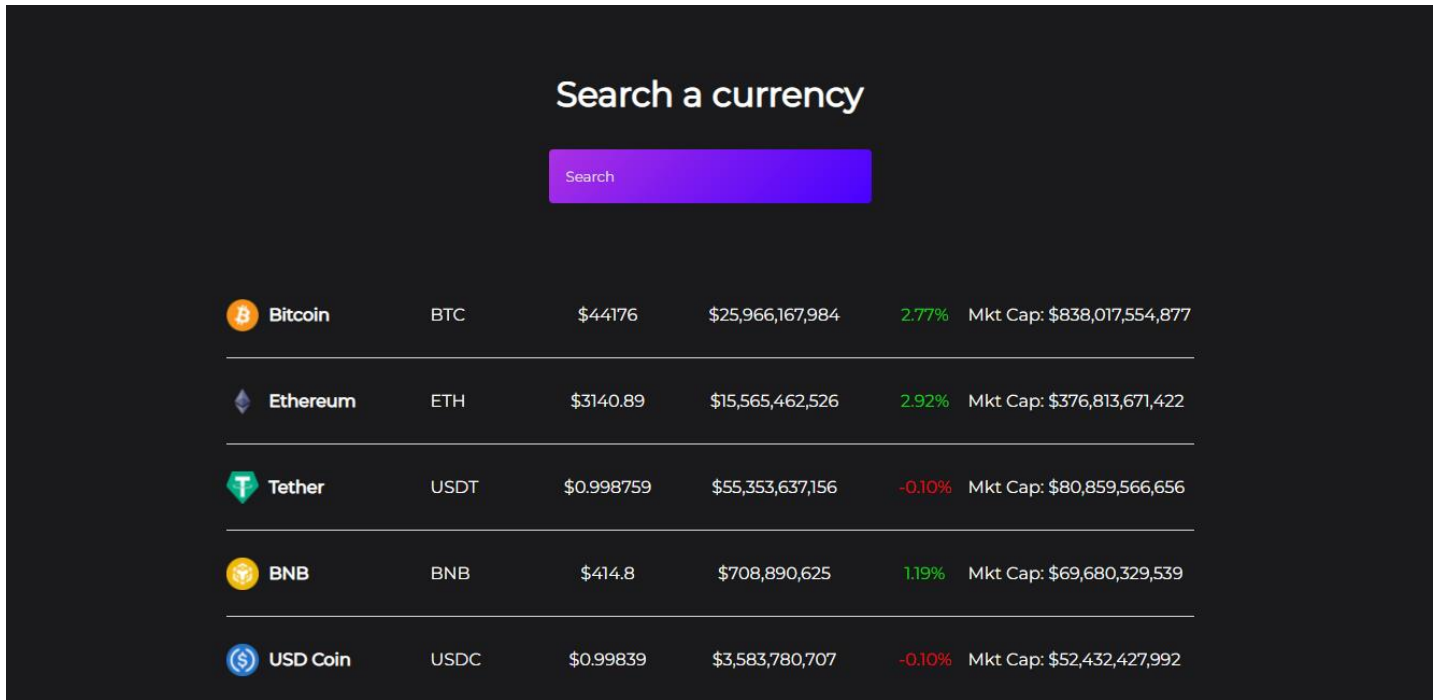 Search a currency
Search
Bitcoin BTC $44176 $25,966,167,984 2.77% Mkt Cap: $838,017,554,877
Ethereum ETH $3140.89 $15,565,462,526 2.92% Mkt Cap: $376,813,671,422
Tether USDT $0.998759 $55,353,637,156 -0.10% Mkt Cap: $80,859,566,656
BNB BNB $414.8 $708,890,625 1.19% Mkt Cap: $69,680,329,539
USD Coin USDC $0.99839 $3,583,780,707 -0.10% Mkt Cap: $52,432,427,992